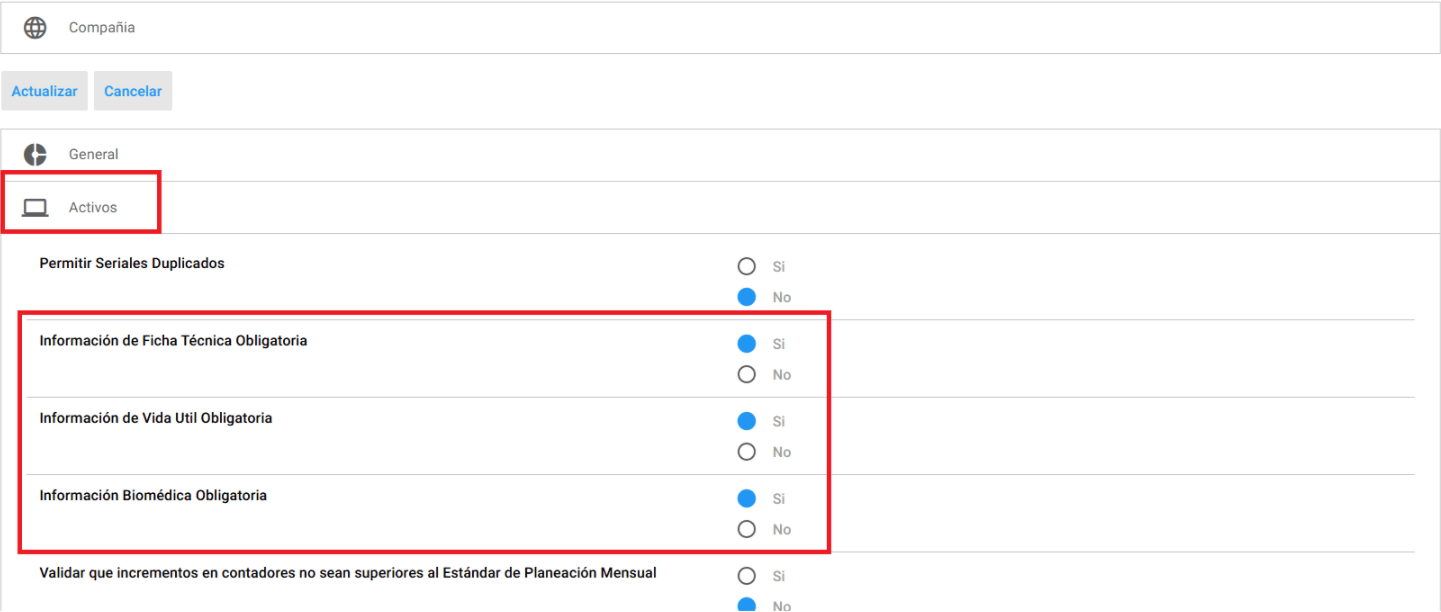 Compañia
Actualizar Cancelar
General
Activos
Permitir Seriales Duplicados
Si
No
Información de Ficha Técnica Obligatoria
Si
No
Información de Vida Util Obligatoria
Si
No
Información Biomédica Obligatoria
Si
No
Validar que incrementos en contadores no sean superiores al Estándar de Planeación Mensual
Si
No